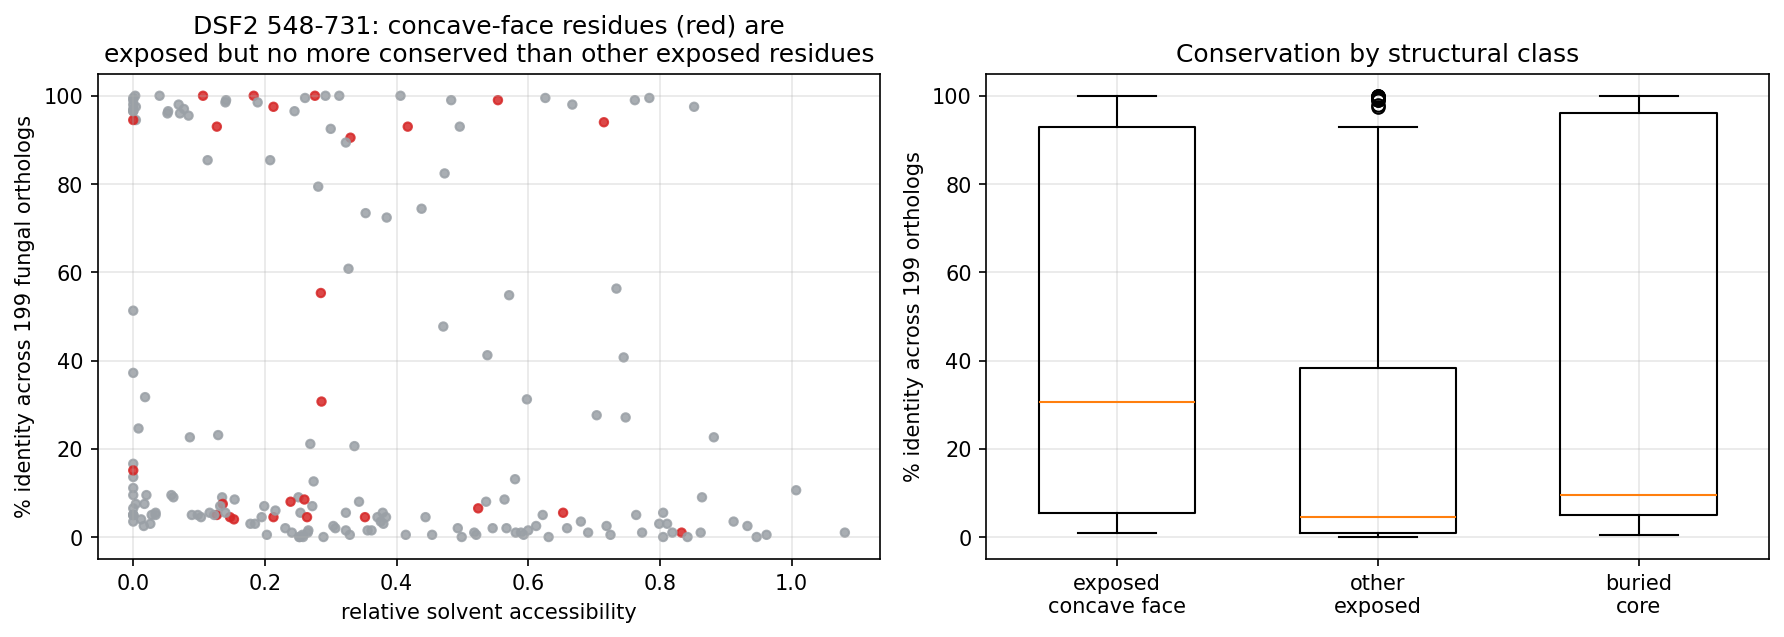 DSF2 548-731: concave-face residues (red) are
exposed but no more conserved than other exposed residues
% identity across 199 fungal orthologs
100
80
60
40
20
0
0.0
0.2
0.4
0.6
0.8
1.0
relative solvent accessibility
Conservation by structural class
% identity across 199 orthologs
100
80
60
40
20
0
exposed
concave face
other
exposed
buried
core